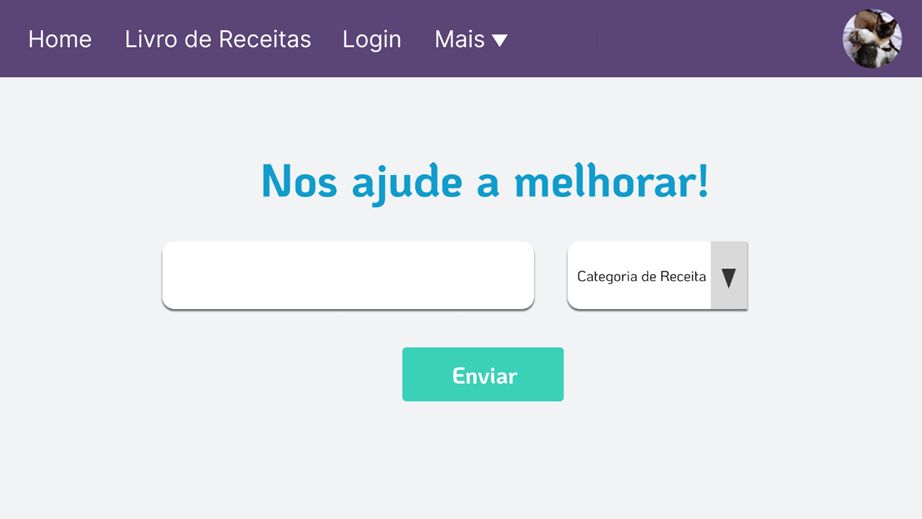 Home Livro de Receitas Login Mais ▼
Nos ajude a melhorar!
Categoria de Receita ▼
Enviar